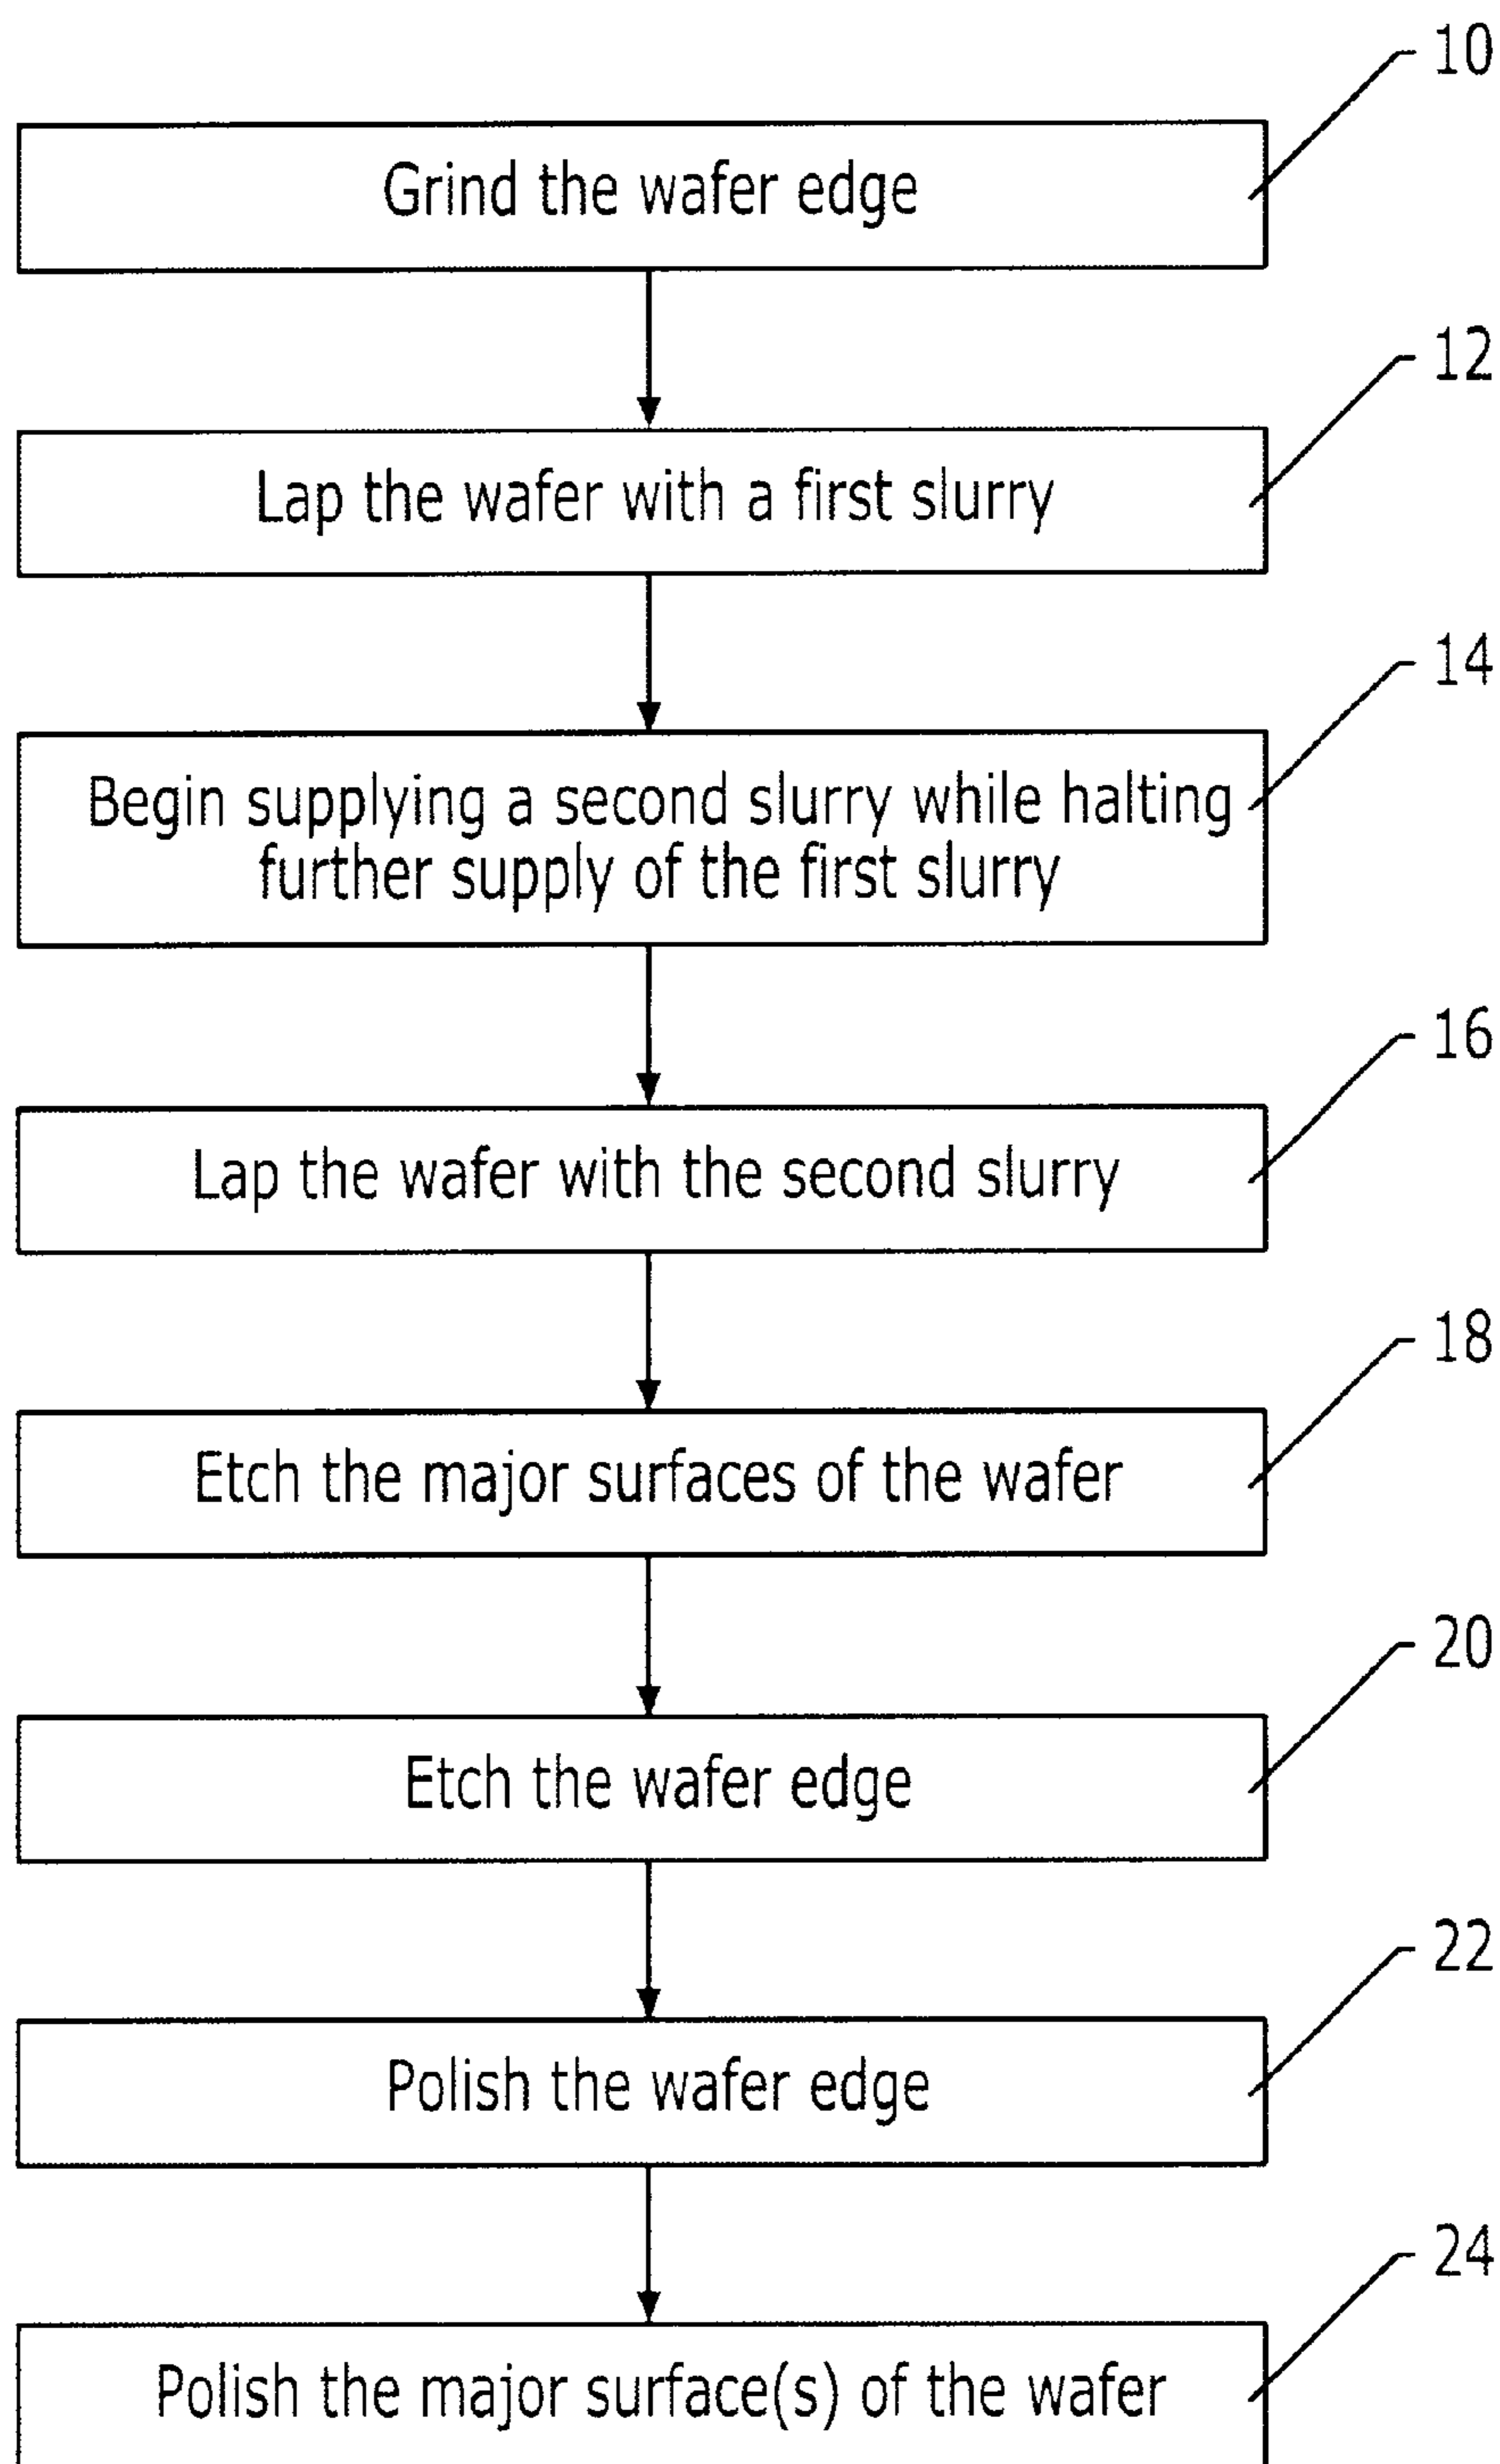 10
Grind the wafer edge
12
Lap the wafer with a first slurry
14
Begin supplying a second slurry while halting
further supply of the first slurry
16
Lap the wafer with the second slurry
18
Etch the major surfaces of the wafer
20
Etch the wafer edge
22
Polish the wafer edge
24
Polish the major surface(s) of the wafer